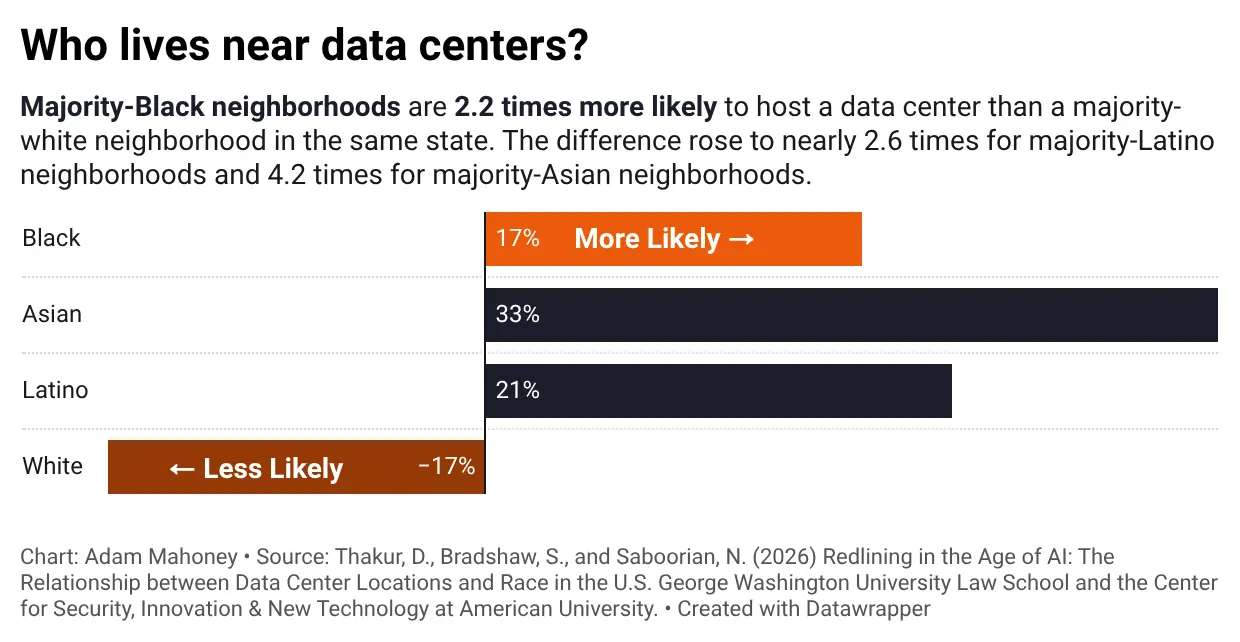 Who lives near data centers?
Majority-Black neighborhoods are 2.2 times more likely to host a data center than a majority-
white neighborhood in the same state. The difference rose to nearly 2.6 times for majority-Latino
neighborhoods and 4.2 times for majority-Asian neighborhoods.
Black 17% More Likely →
Asian 33%
Latino 21%
White ← Less Likely −17%
Chart: Adam Mahoney • Source: Thakur, D., Bradshaw, S., and Saboorian, N. (2026) Redlining in the Age of AI: The
Relationship between Data Center Locations and Race in the U.S. George Washington University Law School and the Center
for Security, Innovation & New Technology at American University. • Created with Datawrapper